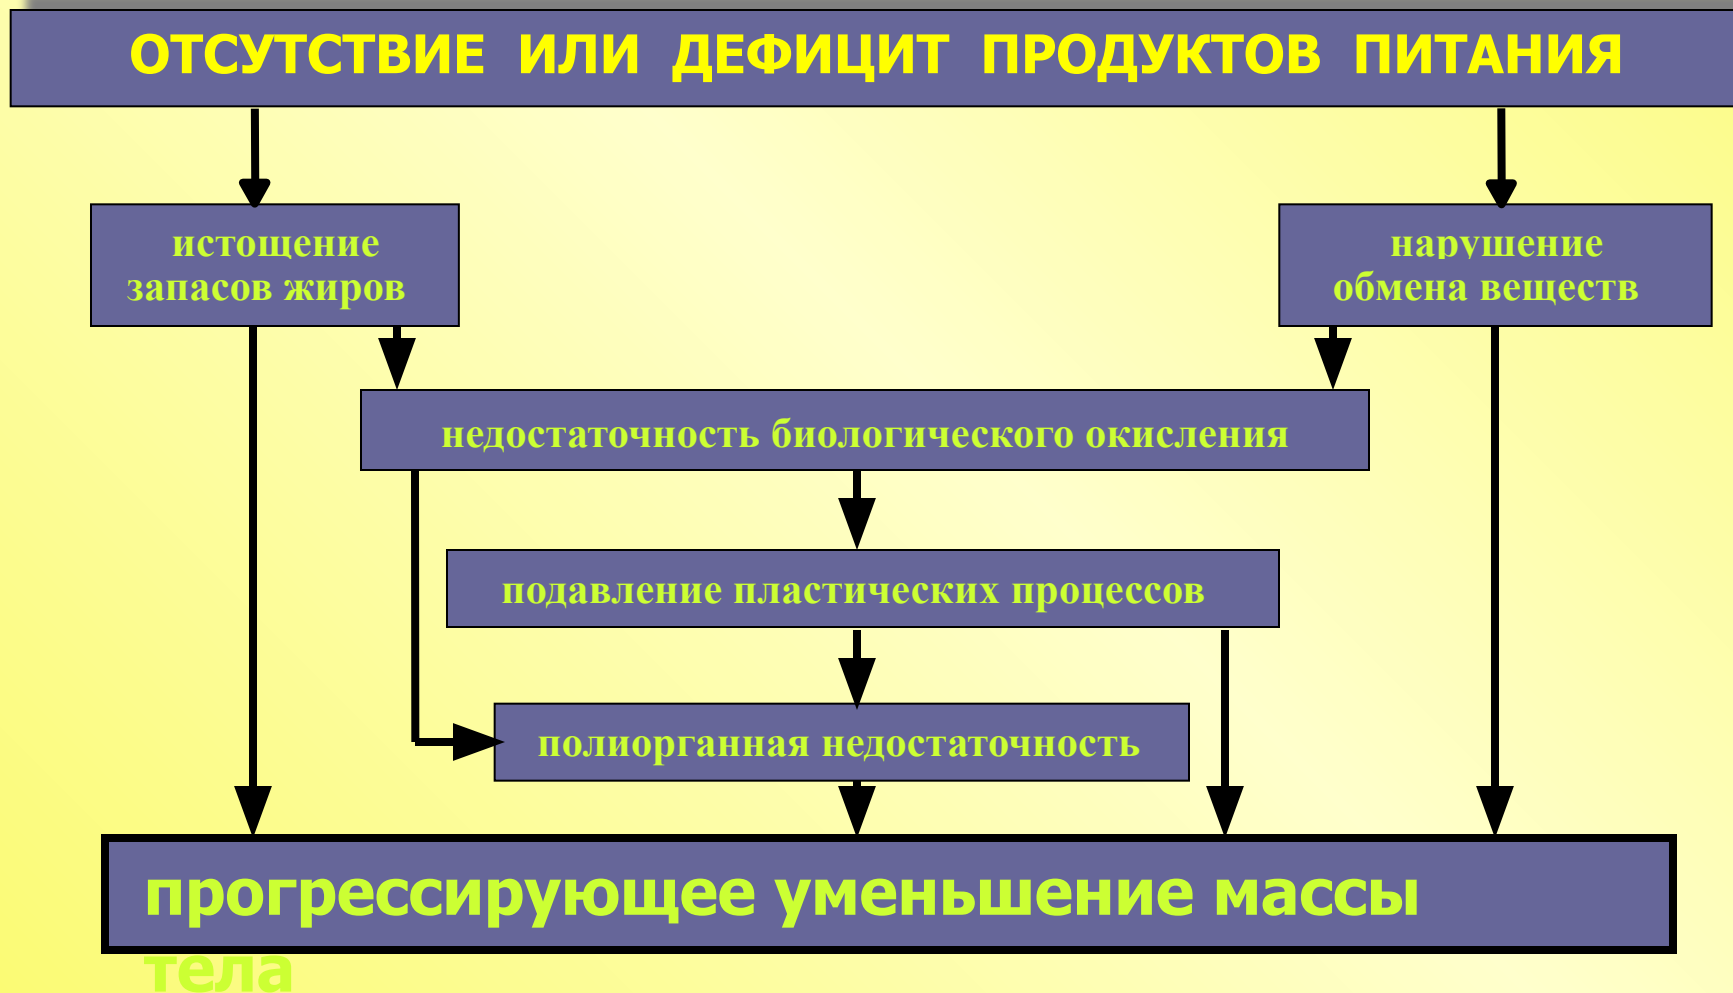 ОТСУТСТВИЕ ИЛИ ДЕФИЦИТ ПРОДУКТОВ ПИТАНИЯ
истощение
запасов жиров
нарушение
обмена веществ
недостаточность биологического окисления
подавление пластических процессов
полиорганная недостаточность
прогрессирующее уменьшение массы
тела